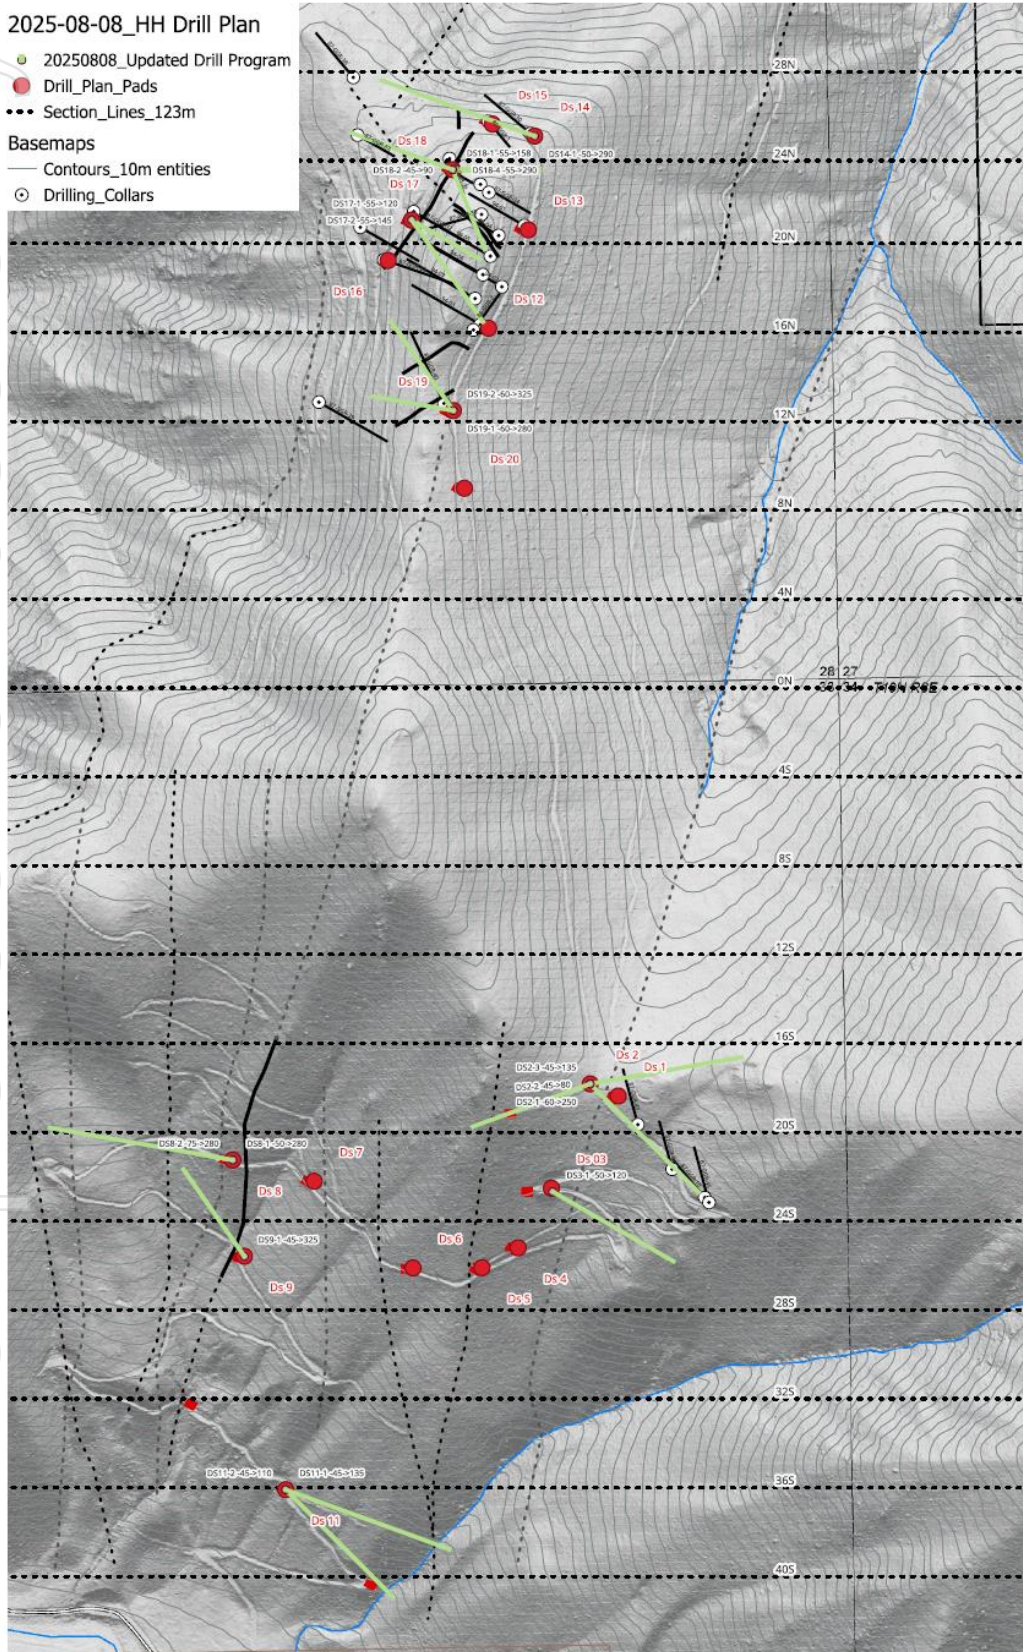 2025-08-08_HH Drill Plan
20250808_Updated Drill Program
Drill_Plan_Pads
Section_Lines_123m
Basemaps
Contours_10m entities
Drilling_Collars
28N
Ds 15
Ds 14
Ds 18
DS18-1 -55->158
DS14-1 -50->290
24N
DS18-2 -45->90
DS18-4 -55->290
Ds 17
DS17-1 -55->120
Ds 13
DS17-2 -55->145
20N
Ds 16
Ds 12
16N
Ds 19
DS19-2 -60->325
12N
DS19-1 -60->280
Ds 20
8N
4N
28 27
0N
33 34
T10N R8E
4S
8S
12S
16S
Ds 2
DS2-3 -45->135
Ds 1
DS2-2 -45->80
DS2-1 -60->250
20S
DS8-2 -75->280
DS8-1 -50->280
Ds 7
Ds 03
DS3-1 -50->120
Ds 8
24S
DS9-1 -45->325
Ds 6
Ds 4
Ds 9
Ds 5
28S
32S
DS11-2 -45->110
DS11-1 -45->135
36S
Ds 11
40S